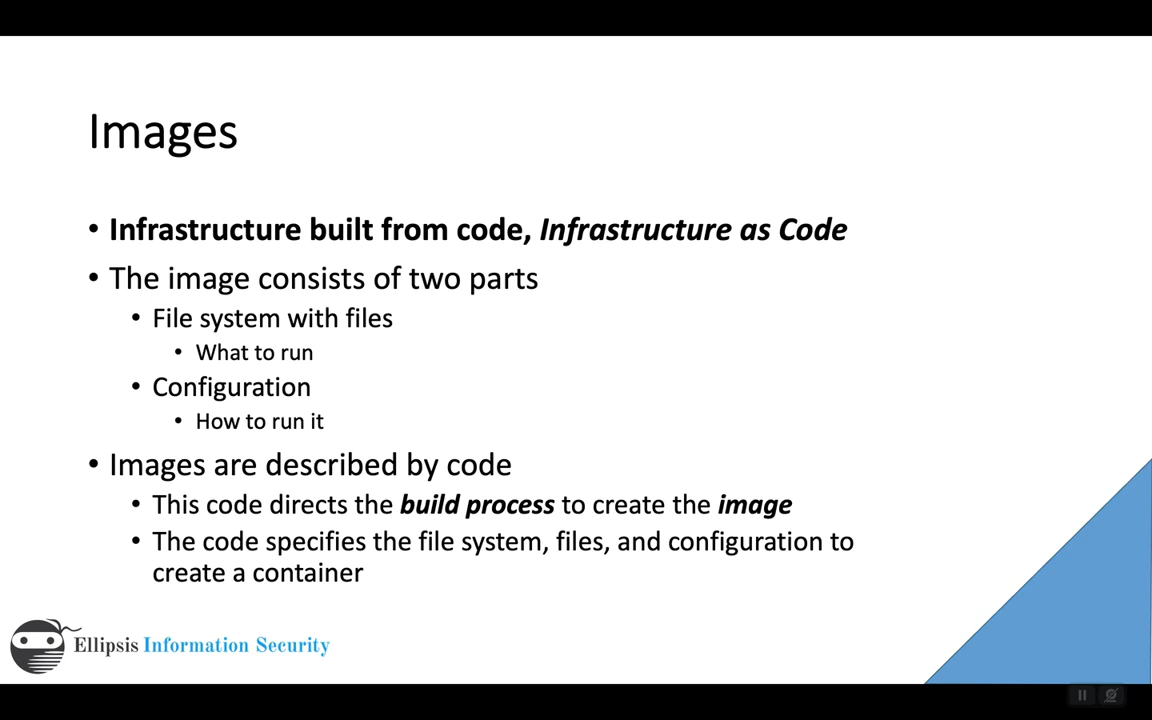 Images
• Infrastructure built from code, Infrastructure as Code
• The image consists of two parts
• File system with files
• What to run
• Configuration
• How to run it
• Images are described by code
• This code directs the build process to create the image
• The code specifies the file system, files, and configuration to
create a container
Ellipsis Information Security